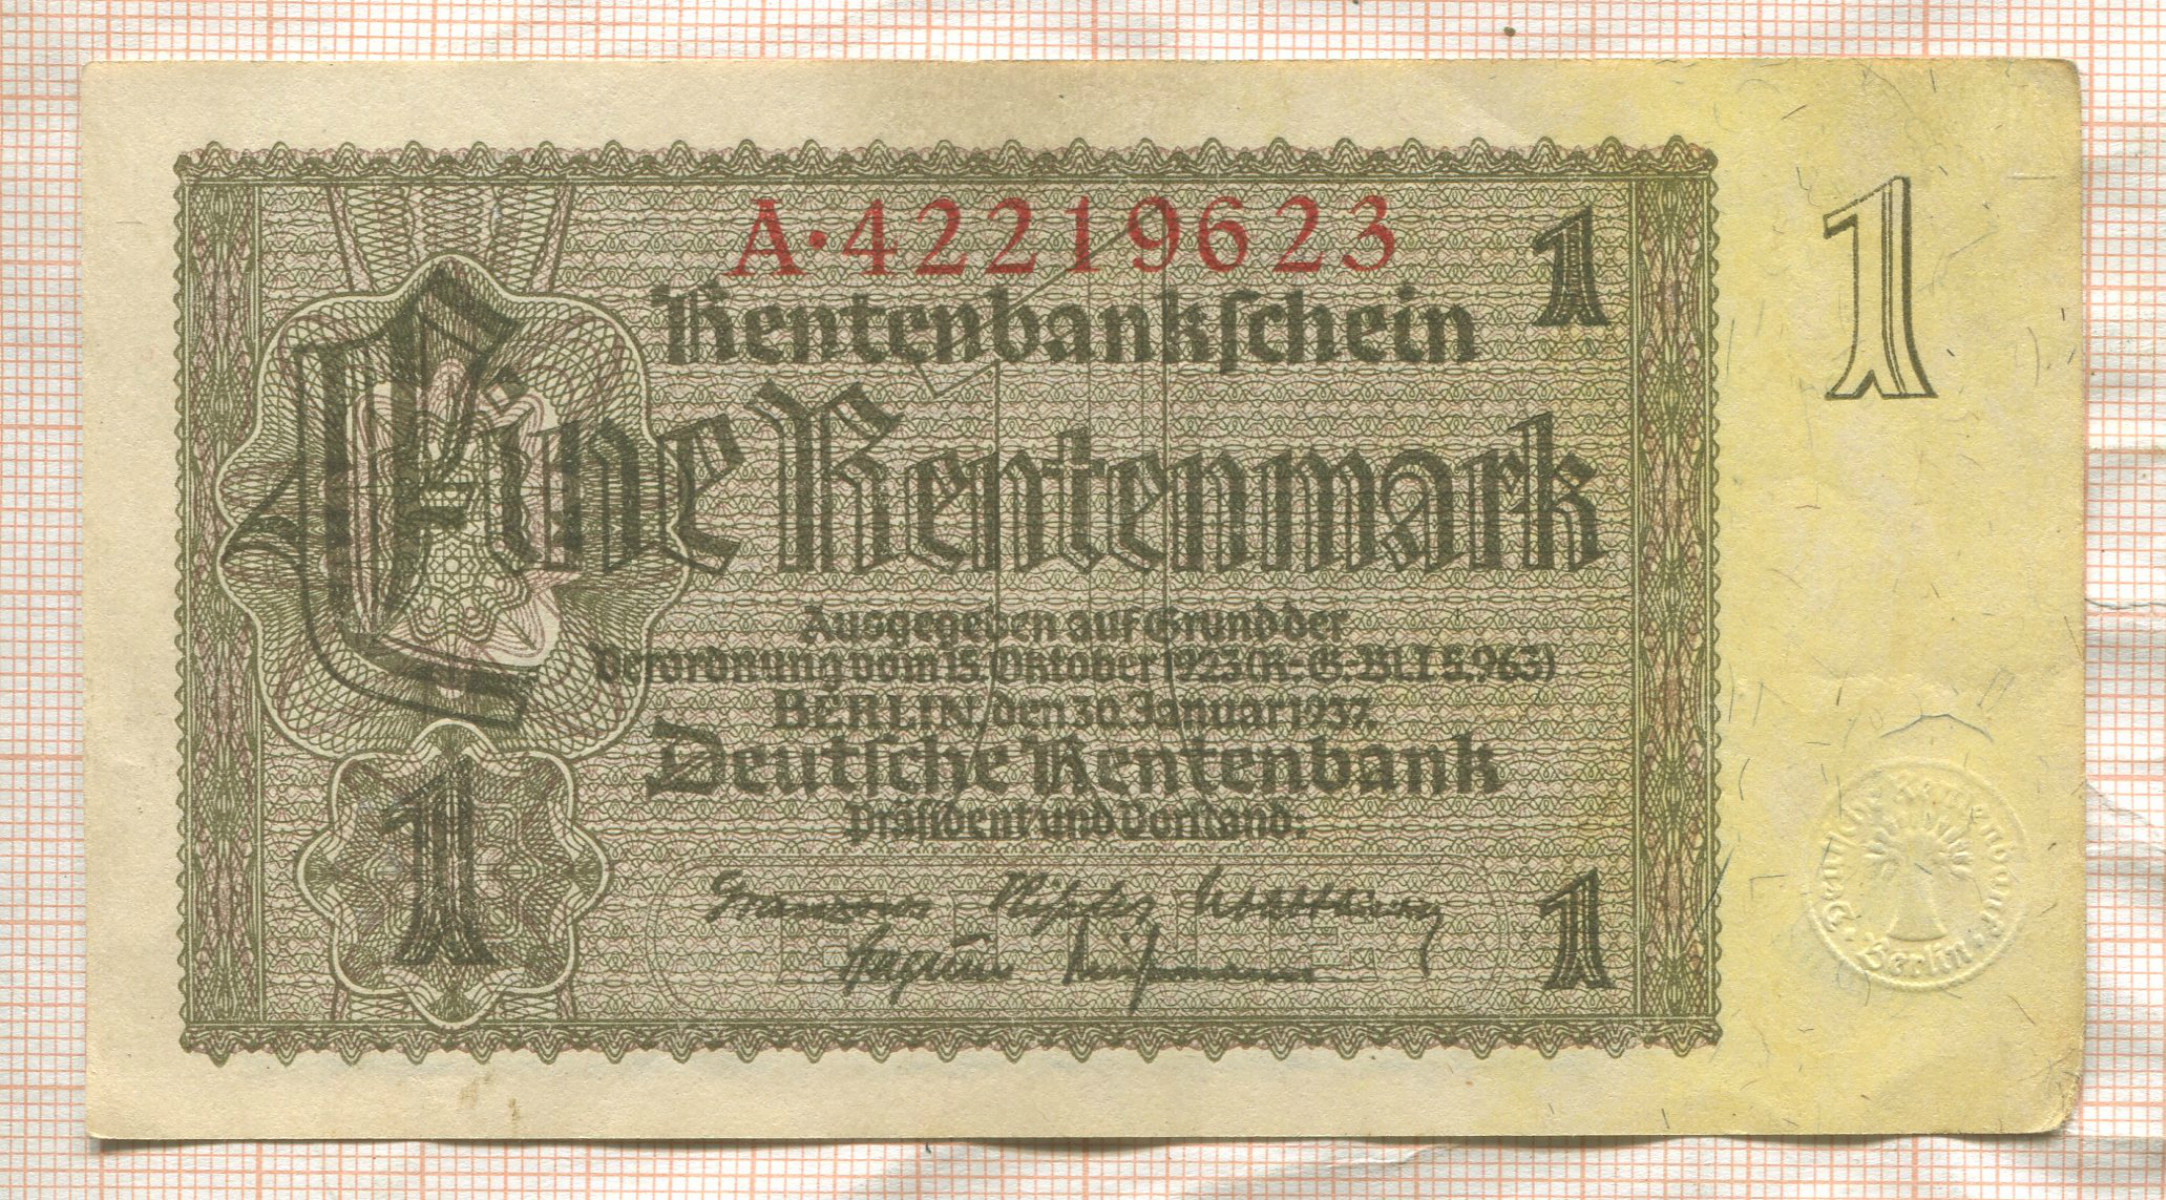 A·42219623
Rentenbankschein
1
1
Eine Rentenmark
Ausgegeben auf Grund der
Verordnung vom 15. Oktober 1923 (R.-G.-Bl. I S. 963)
BERLIN, den 30. Januar 1937.
Deutsche Rentenbank
Präsident und Vorstand:
1
1
Deutsche Rentenbank · Berlin ·